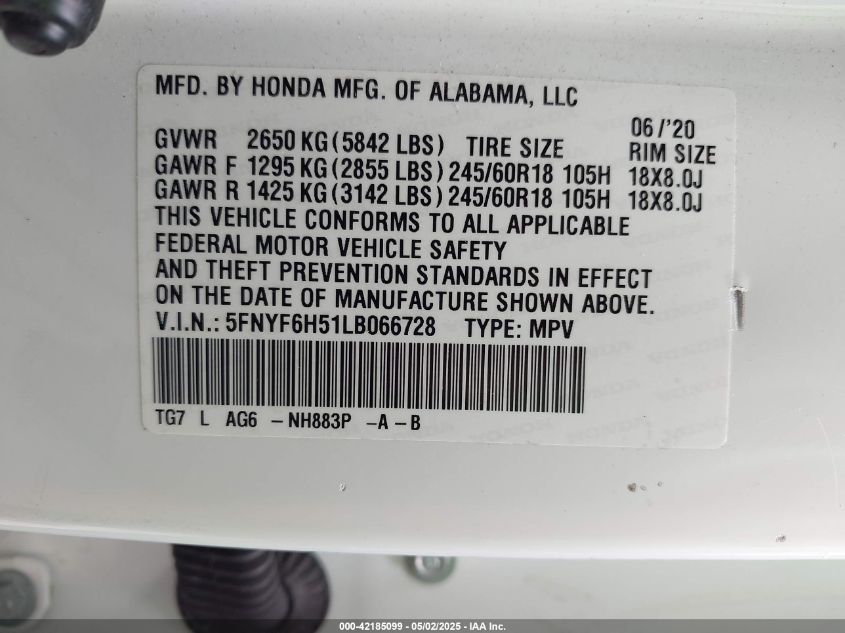 MFD. BY HONDA MFG. OF ALABAMA, LLC
06/'20
GVWR 2650 KG (5842 LBS) TIRE SIZE RIM SIZE
GAWR F 1295 KG (2855 LBS) 245/60R18 105H 18X8.0J
GAWR R 1425 KG (3142 LBS) 245/60R18 105H 18X8.0J
THIS VEHICLE CONFORMS TO ALL APPLICABLE
FEDERAL MOTOR VEHICLE SAFETY
AND THEFT PREVENTION STANDARDS IN EFFECT
ON THE DATE OF MANUFACTURE SHOWN ABOVE.
V.I.N.: 5FNYF6H51LB066728 TYPE: MPV
TG7 L AG6 - NH883P - A - B
000-42185099 - 05/02/2025 - IAA Inc.